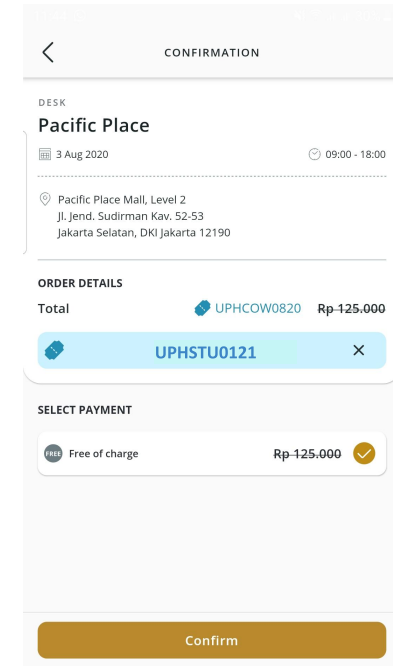 CONFIRMATION
DESK
Pacific Place
3 Aug 2020 09:00 - 18:00
Pacific Place Mall, Level 2
Jl. Jend. Sudirman Kav. 52-53
Jakarta Selatan, DKI Jakarta 12190
ORDER DETAILS
Total UPHCOW0820 Rp 125.000
UPHSTU0121
SELECT PAYMENT
FREE Free of charge Rp 125.000
Confirm